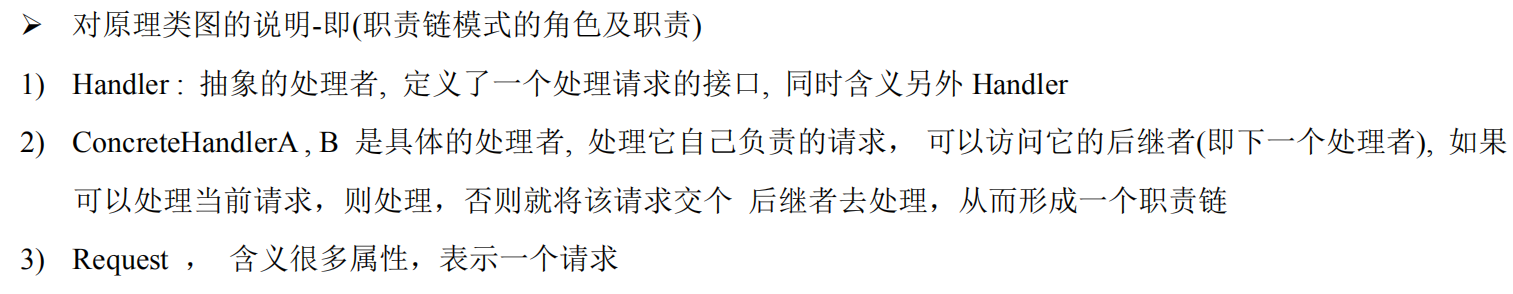 ➢ 对原理类图的说明-即(职责链模式的角色及职责)
1) Handler : 抽象的处理者, 定义了一个处理请求的接口, 同时含义另外 Handler
2) ConcreteHandlerA , B 是具体的处理者, 处理它自己负责的请求， 可以访问它的后继者(即下一个处理者), 如果
可以处理当前请求，则处理，否则就将该请求交个 后继者去处理，从而形成一个职责链
3) Request ， 含义很多属性，表示一个请求